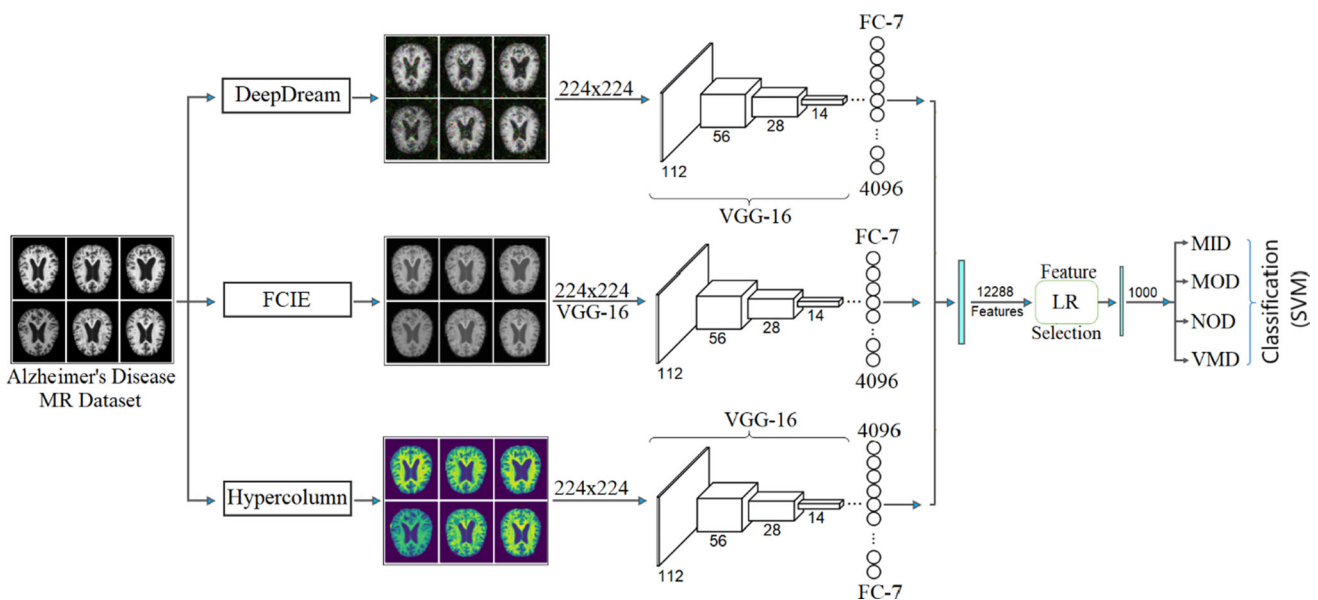 FC-7
DeepDream
224x224
56
28
14
112
4096
VGG-16
Alzheimer's Disease
MR Dataset
FCIE
224x224
VGG-16
FC-7
56
28
14
112
4096
12288
Features
Feature
LR
Selection
1000
MID
MOD
NOD
VMD
Classification
(SVM)
Hypercolumn
224x224
VGG-16
4096
56
28
14
112
FC-7